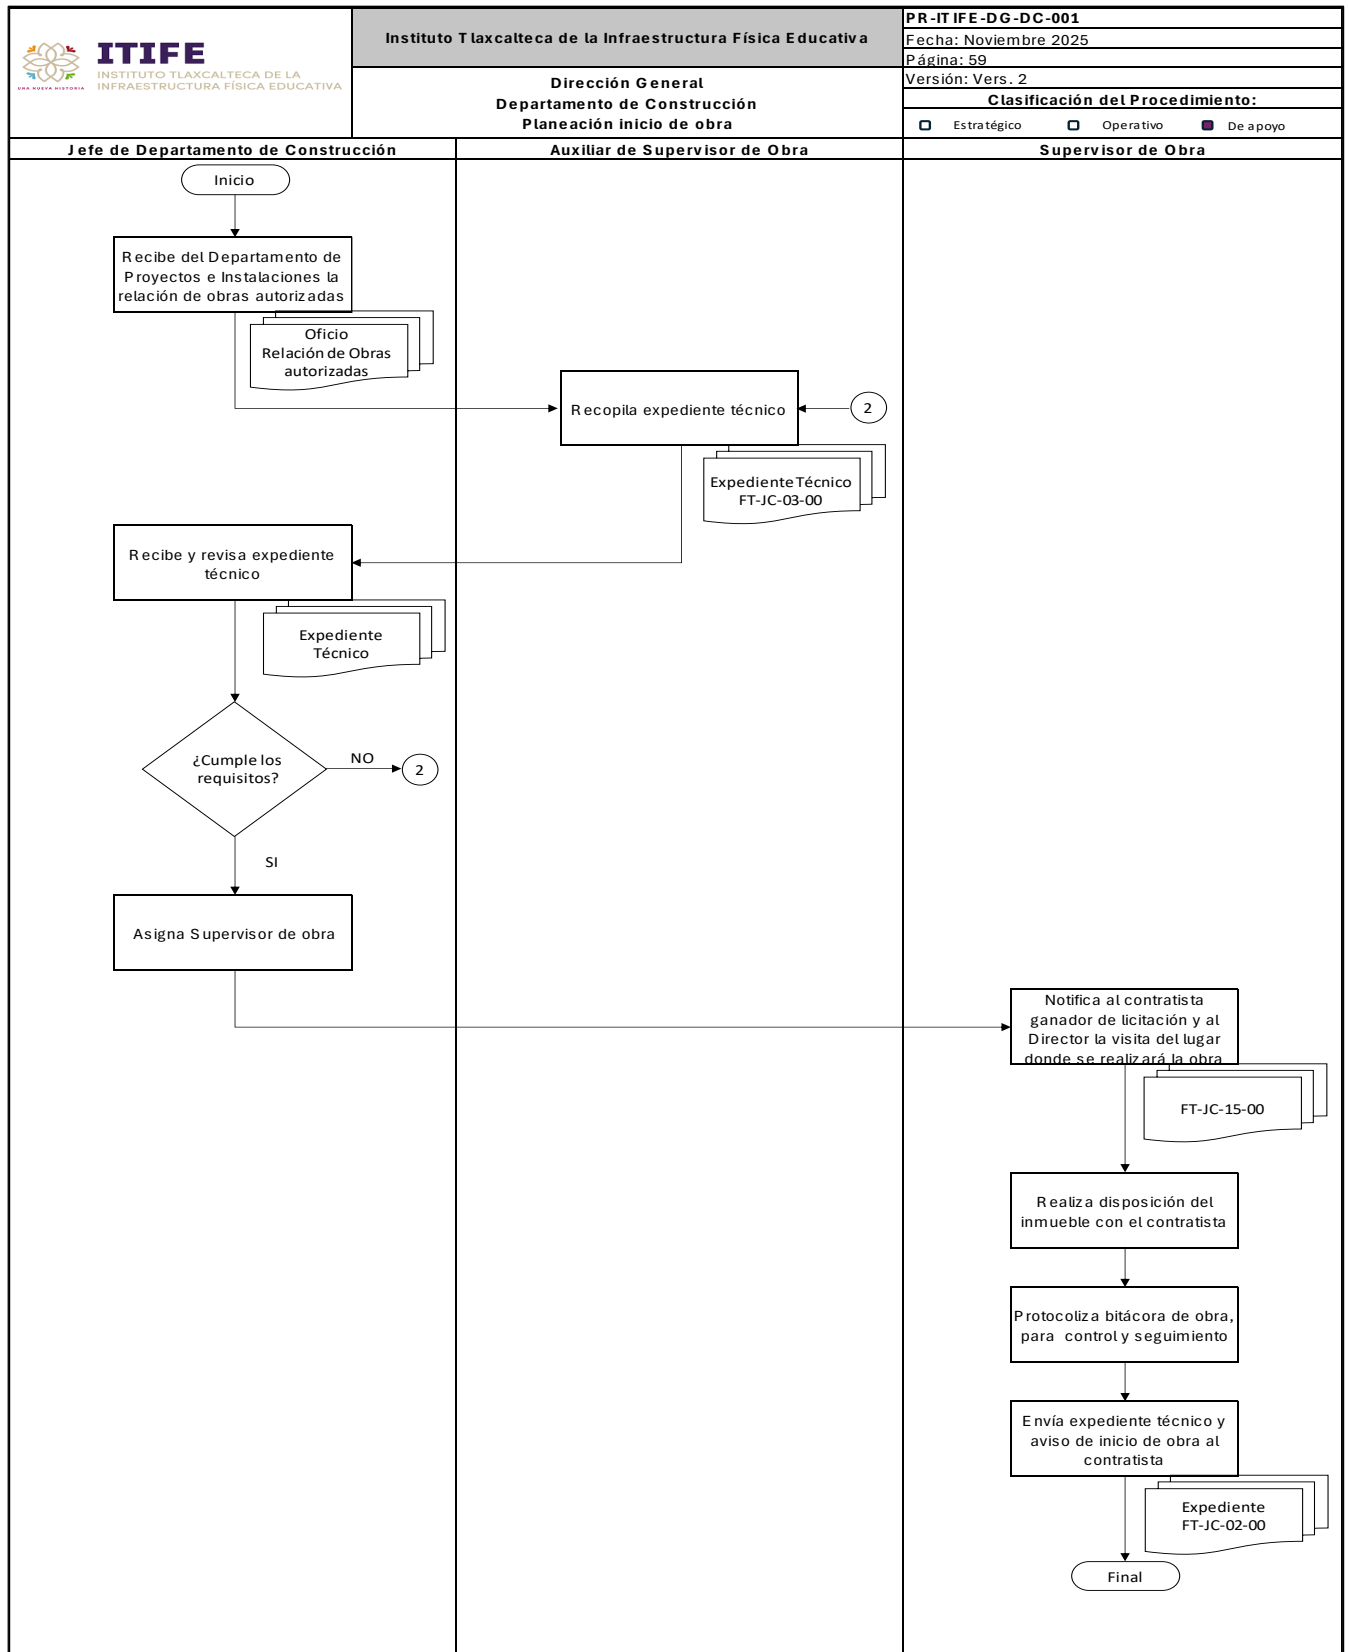 UNA NUEVA HISTORIA
ITIFE
INSTITUTO TLAXCALTECA DE LA
INFRAESTRUCTURA FÍSICA EDUCATIVA
Instituto Tlaxcalteca de la Infraestructura Física Educativa
Dirección General
Departamento de Construcción
Planeación inicio de obra
PR-ITIFE-DG-DC-001
Fecha: Noviembre 2025
Página: 59
Versión: Vers. 2
Clasificación del Procedimiento:
Estratégico Operativo De apoyo
Jefe de Departamento de Construcción
Auxiliar de Supervisor de Obra
Supervisor de Obra
Inicio
Recibe del Departamento de
Proyectos e Instalaciones la
relación de obras autorizadas
Oficio
Relación de Obras
autorizadas
Recopila expediente técnico
2
Expediente Técnico
FT-JC-03-00
Recibe y revisa expediente
técnico
Expediente
Técnico
¿Cumple los
requisitos?
NO
2
SI
Asigna Supervisor de obra
Notifica al contratista
ganador de licitación y al
Director la visita del lugar
donde se realizará la obra
FT-JC-15-00
Realiza disposición del
inmueble con el contratista
Protocoliza bitácora de obra,
para control y seguimiento
Envía expediente técnico y
aviso de inicio de obra al
contratista
Expediente
FT-JC-02-00
Final